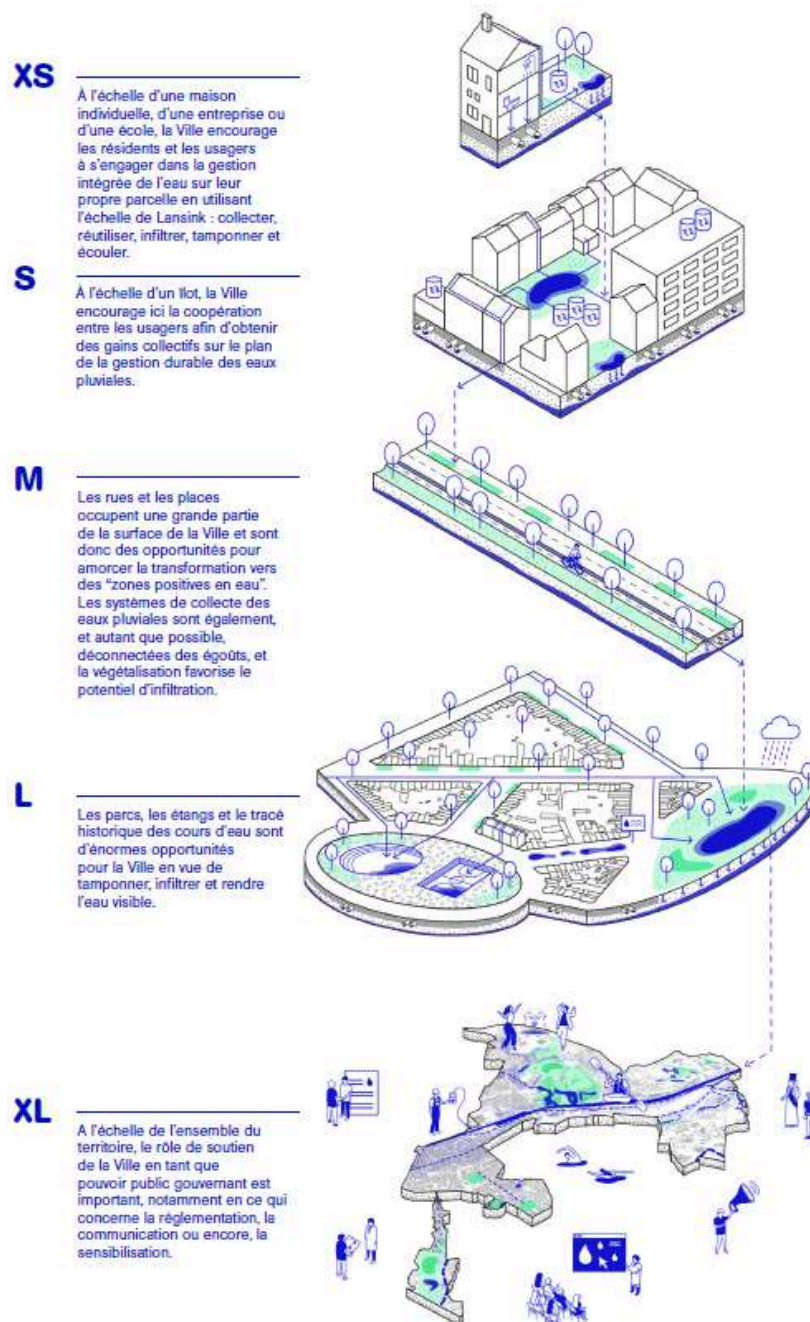 XS
À l'échelle d'une maison
individuelle, d'une entreprise ou
d'une école, la Ville encourage
les résidents et les usagers
à s'engager dans la gestion
intégrée de l'eau sur leur
propre parcelle en utilisant
l'échelle de Lansink : collecter,
réutiliser, infiltrer, tamponner et
écouler.
S
À l'échelle d'un îlot, la Ville
encourage ici la coopération
entre les usagers afin d'obtenir
des gains collectifs sur le plan
de la gestion durable des eaux
pluviales.
M
Les rues et les places
occupent une grande partie
de la surface de la Ville et sont
donc des opportunités pour
amorcer la transformation vers
des “zones positives en eau”.
Les systèmes de collecte des
eaux pluviales sont également,
et autant que possible,
déconnectées des égoûts, et
la végétalisation favorise le
potentiel d'infiltration.
L
Les parcs, les étangs et le tracé
historique des cours d'eau sont
d'énormes opportunités
pour la Ville en vue de
tamponner, infiltrer et rendre
l'eau visible.
XL
A l'échelle de l'ensemble du
territoire, le rôle de soutien
de la Ville en tant que
pouvoir public gouvernant est
important, notamment en ce qui
concerne la réglementation, la
communication ou encore, la
sensibilisation.